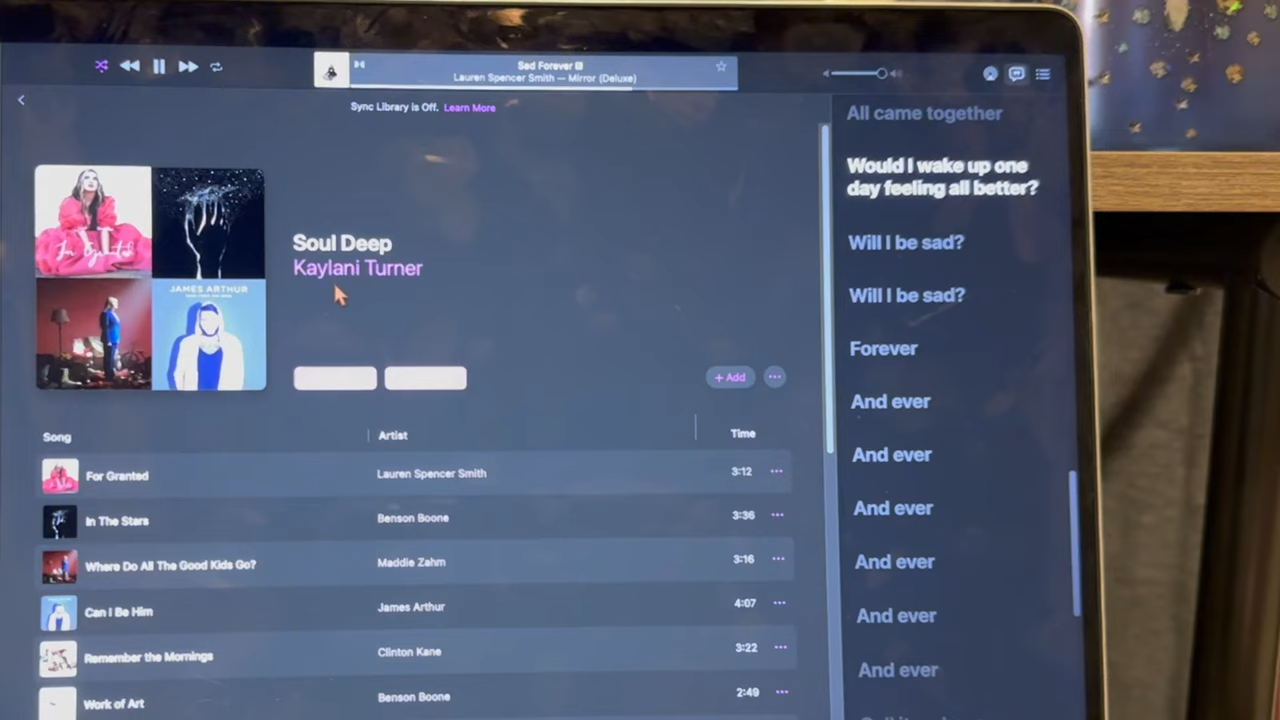 Sad Forever
Lauren Spencer Smith — Mirror (Deluxe)
Sync Library is Off. Learn More
For Granted
JAMES ARTHUR
Soul Deep
Kaylani Turner
+ Add
Song Artist Time
For Granted Lauren Spencer Smith 3:12
In The Stars Benson Boone 3:36
Where Do All The Good Kids Go? Maddie Zahm 3:16
Can I Be Him James Arthur 4:07
Remember the Mornings Clinton Kane 3:22
Work of Art Benson Boone 2:49
All came together
Would I wake up one
day feeling all better?
Will I be sad?
Will I be sad?
Forever
And ever
And ever
And ever
And ever
And ever
And ever